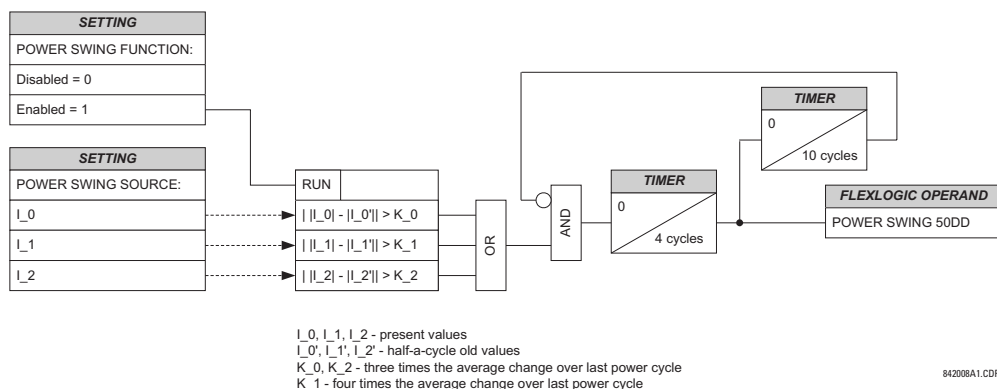 SETTING
POWER SWING FUNCTION:
Disabled = 0
Enabled = 1
SETTING
POWER SWING SOURCE:
I_0
I_1
I_2
RUN
| |I_0| - |I_0'|| > K_0
| |I_1| - |I_1'|| > K_1
| |I_2| - |I_2'|| > K_2
OR
AND
TIMER
0
4 cycles
TIMER
0
10 cycles
FLEXLOGIC OPERAND
POWER SWING 50DD
I_0, I_1, I_2 - present values
I_0', I_1', I_2' - half-a-cycle old values
K_0, K_2 - three times the average change over last power cycle
K_1 - four times the average change over last power cycle
842008A1.CDR